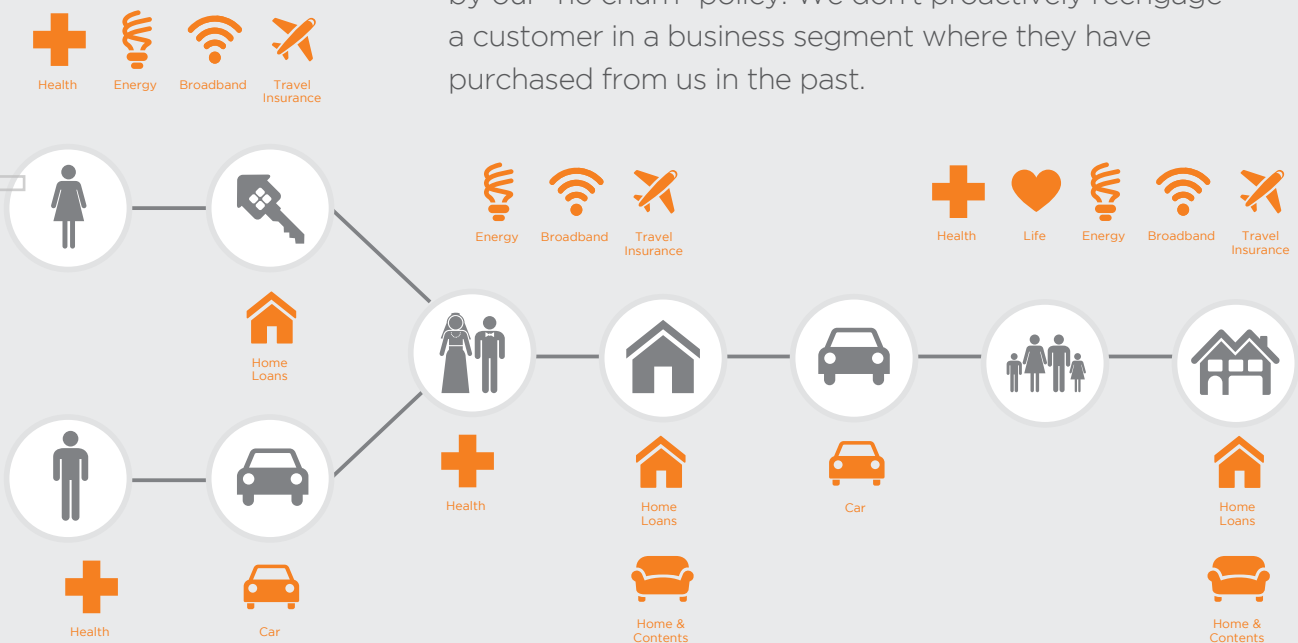 a customer in a business segment where they have
purchased from us in the past.
Health
Energy
Broadband
Travel
Insurance
Energy
Broadband
Travel
Insurance
Health
Life
Energy
Broadband
Travel
Insurance
Home
Loans
Health
Home
Loans
Car
Home
Loans
Health
Car
Home &
Contents
Home &
Contents